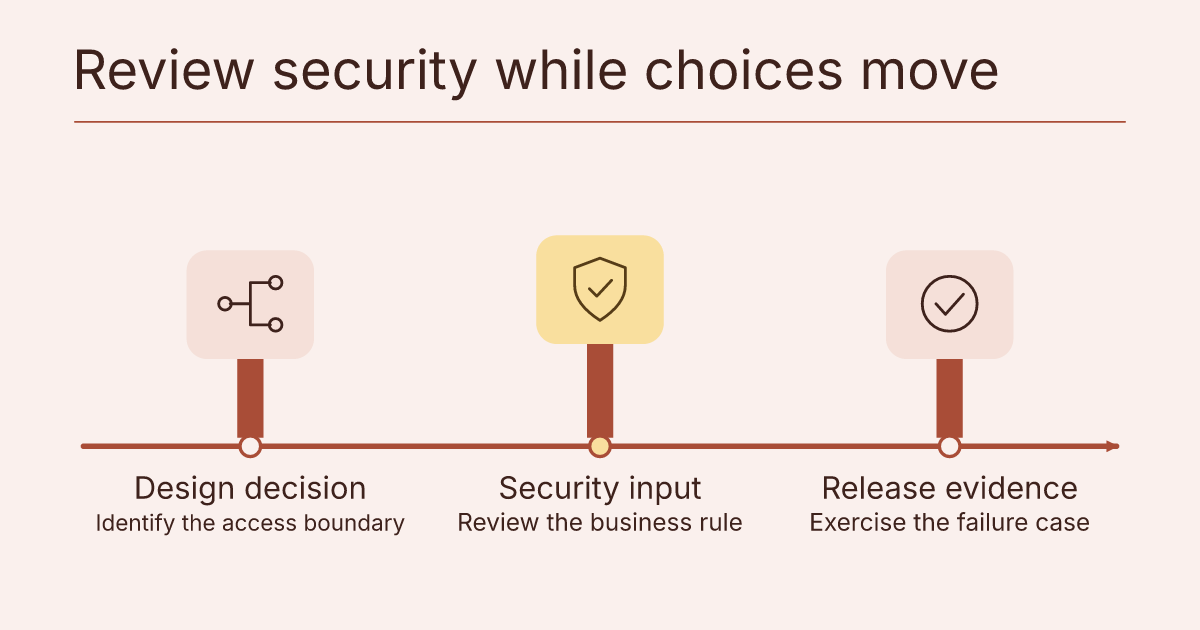 Review security while choices move
Design decision
Identify the access boundary
Security input
Review the business rule
Release evidence
Exercise the failure case